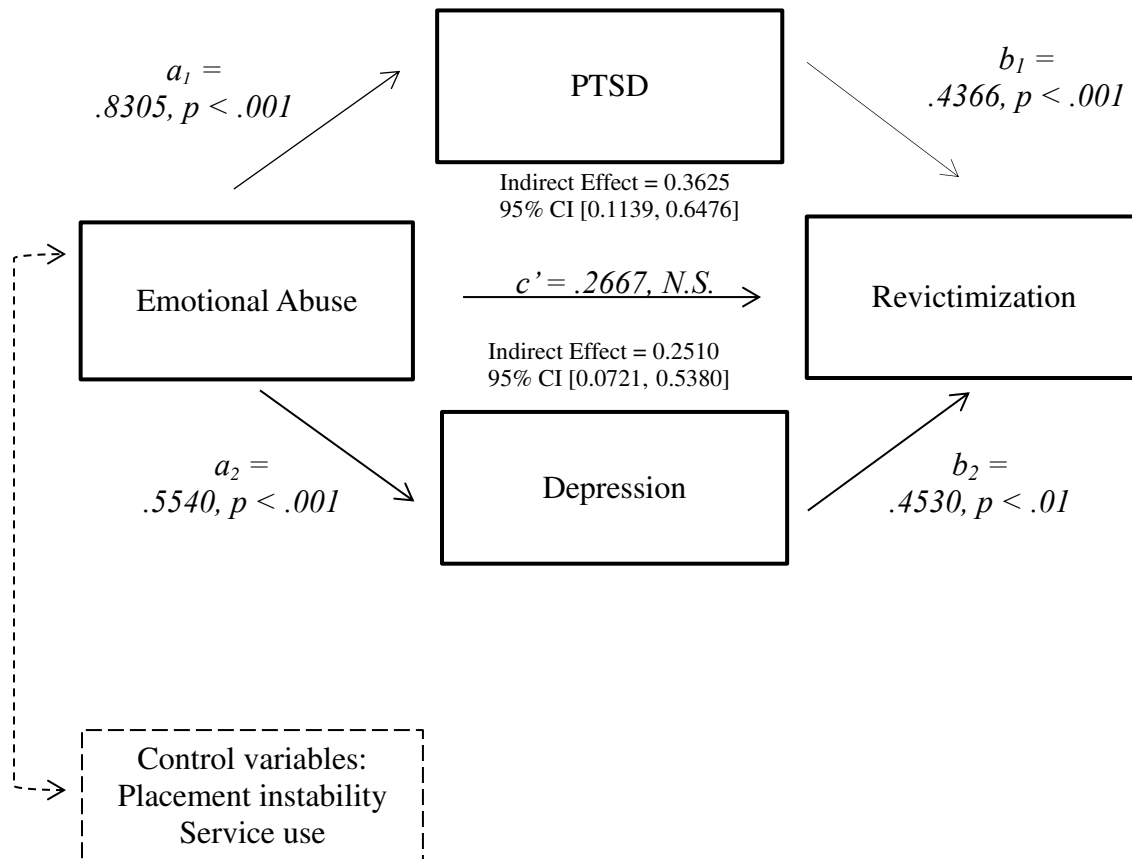 a₁ =
.8305, p < .001
PTSD
b₁ =
.4366, p < .001
Indirect Effect = 0.3625
95% CI [0.1139, 0.6476]
Emotional Abuse
c’ = .2667, N.S.
Revictimization
Indirect Effect = 0.2510
95% CI [0.0721, 0.5380]
a₂ =
.5540, p < .001
Depression
b₂ =
.4530, p < .01
Control variables:
Placement instability
Service use